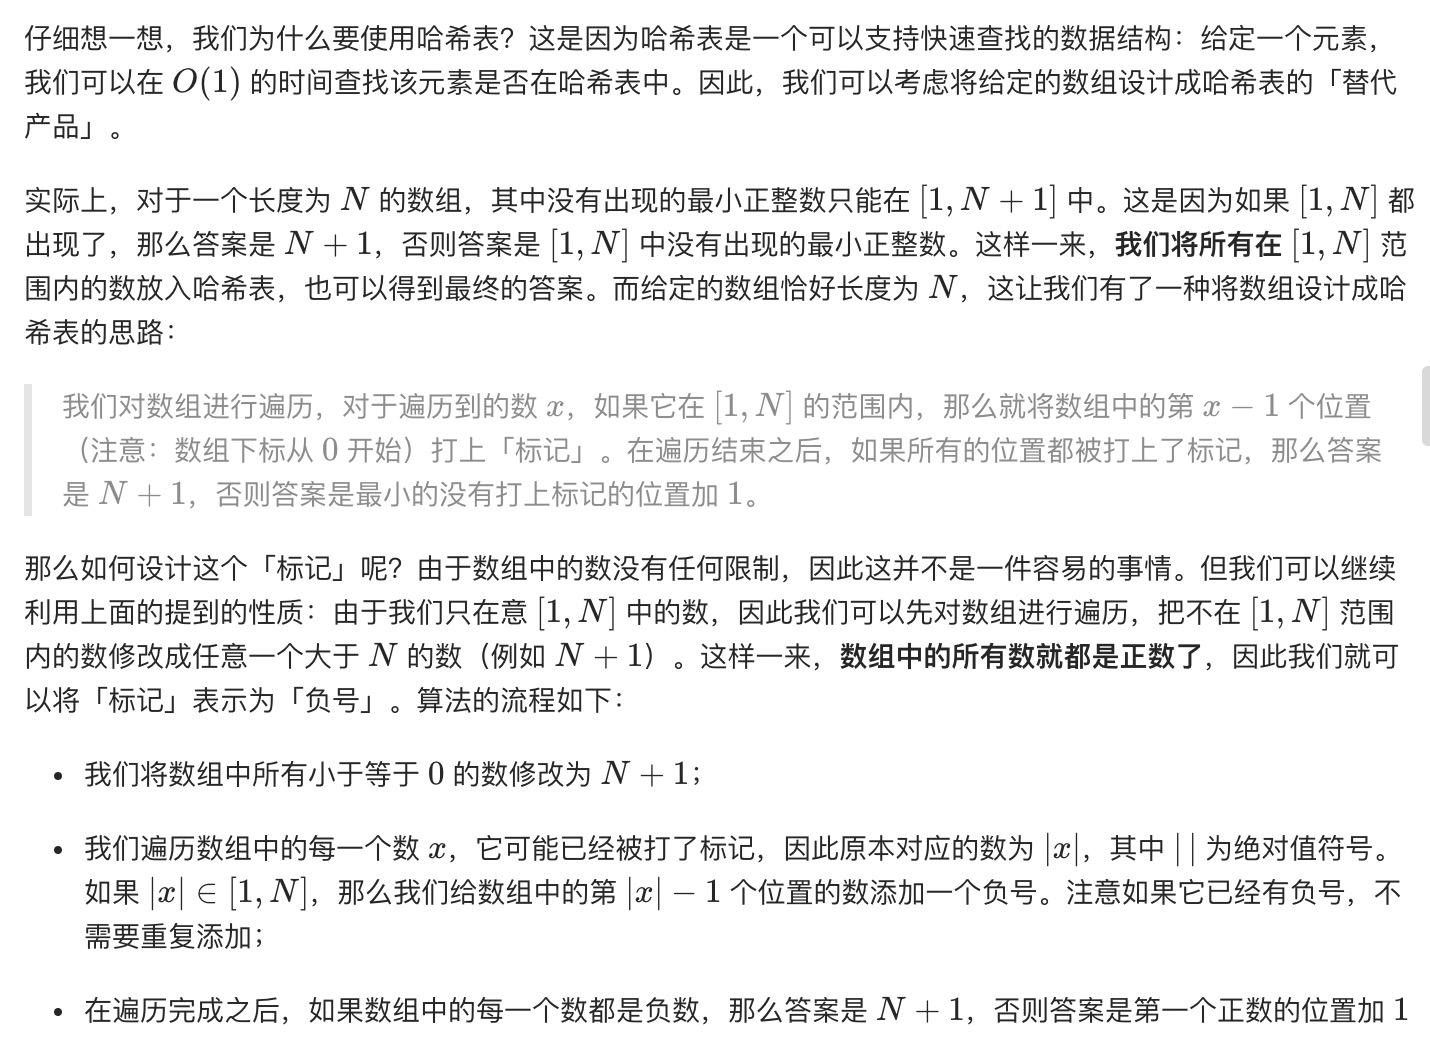 仔细想一想，我们为什么要使用哈希表？这是因为哈希表是一个可以支持快速查找的数据结构：给定一个元素，
我们可以在 O(1) 的时间查找该元素是否在哈希表中。因此，我们可以考虑将给定的数组设计成哈希表的「替代
产品」。
实际上，对于一个长度为 N 的数组，其中没有出现的最小正整数只能在 [1, N + 1] 中。这是因为如果 [1, N] 都
出现了，那么答案是 N + 1，否则答案是 [1, N] 中没有出现的最小正整数。这样一来，我们将所有在 [1, N] 范
围内的数放入哈希表，也可以得到最终的答案。而给定的数组恰好长度为 N，这让我们有了一种将数组设计成哈
希表的思路：
我们对数组进行遍历，对于遍历到的数 x，如果它在 [1, N] 的范围内，那么就将数组中的第 x − 1 个位置
（注意：数组下标从 0 开始）打上「标记」。在遍历结束之后，如果所有的位置都被打上了标记，那么答案
是 N + 1，否则答案是最小的没有打上标记的位置加 1。
那么如何设计这个「标记」呢？由于数组中的数没有任何限制，因此这并不是一件容易的事情。但我们可以继续
利用上面的提到的性质：由于我们只在意 [1, N] 中的数，因此我们可以先对数组进行遍历，把不在 [1, N] 范围
内的数修改成任意一个大于 N 的数（例如 N + 1）。这样一来，数组中的所有数就都是正数了，因此我们就可
以将「标记」表示为「负号」。算法的流程如下：
• 我们将数组中所有小于等于 0 的数修改为 N + 1；
• 我们遍历数组中的每一个数 x，它可能已经被打了标记，因此原本对应的数为 |x|，其中 | | 为绝对值符号。
如果 |x| ∈ [1, N]，那么我们给数组中的第 |x| − 1 个位置的数添加一个负号。注意如果它已经有负号，不
需要重复添加；
• 在遍历完成之后，如果数组中的每一个数都是负数，那么答案是 N + 1，否则答案是第一个正数的位置加 1